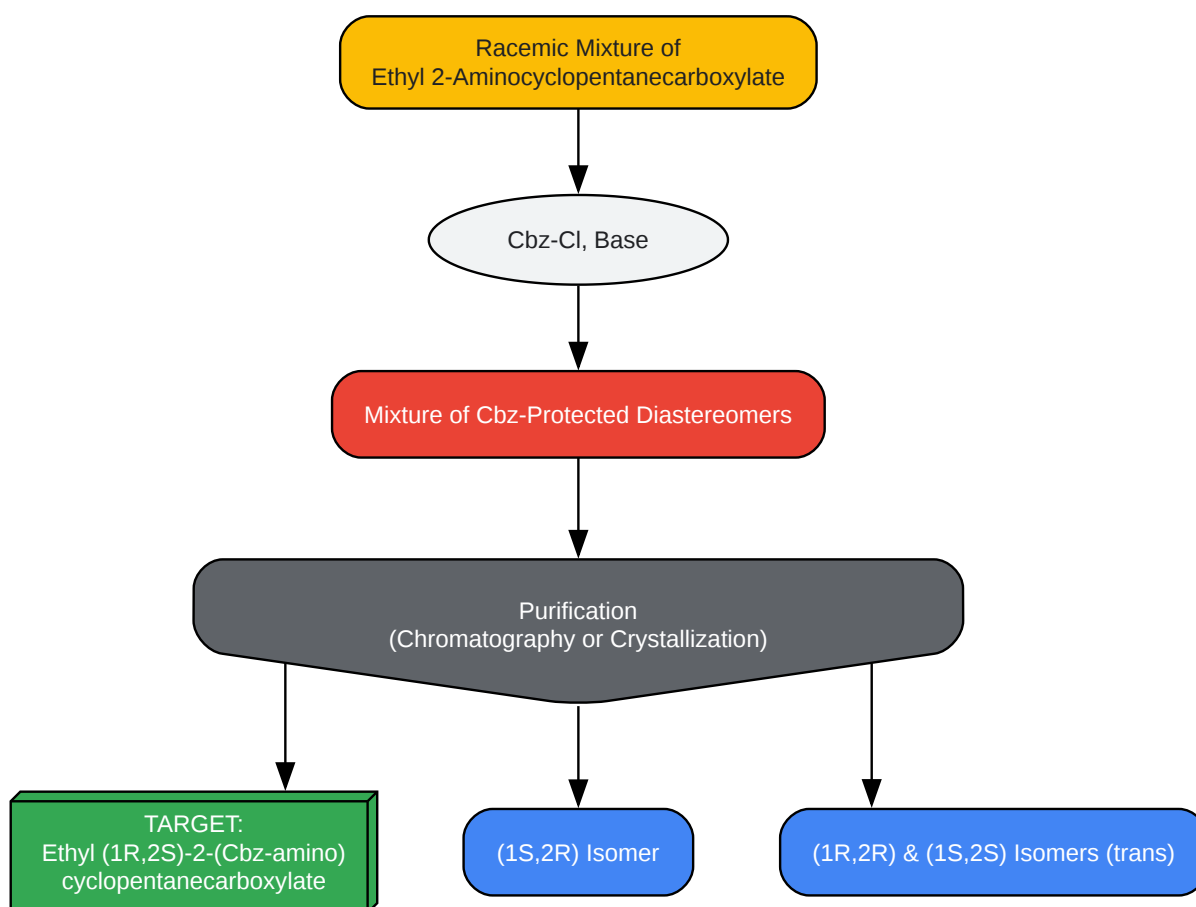 Racemic Mixture of
Ethyl 2-Aminocyclopentanecarboxylate
Cbz-Cl, Base
Mixture of Cbz-Protected Diastereomers
Purification
(Chromatography or Crystallization)
TARGET:
Ethyl (1R,2S)-2-(Cbz-amino)
cyclopentanecarboxylate
(1S,2R) Isomer
(1R,2R) & (1S,2S) Isomers (trans)